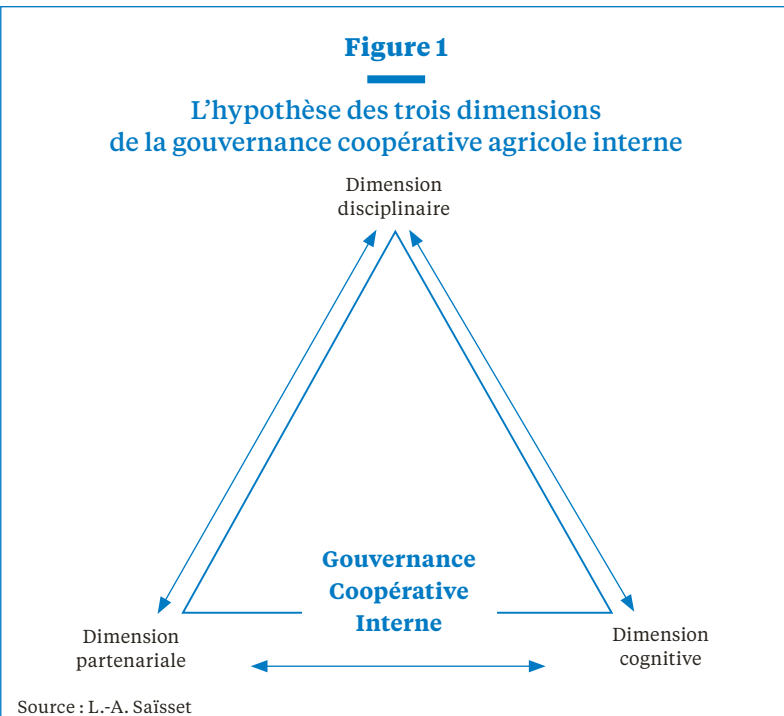 Figure 1
L'hypothèse des trois dimensions
de la gouvernance coopérative agricole interne
Dimension
disciplinaire
Gouvernance
Coopérative
Interne
Dimension
partenariale
Dimension
cognitive
Source : L.-A. Saïsset